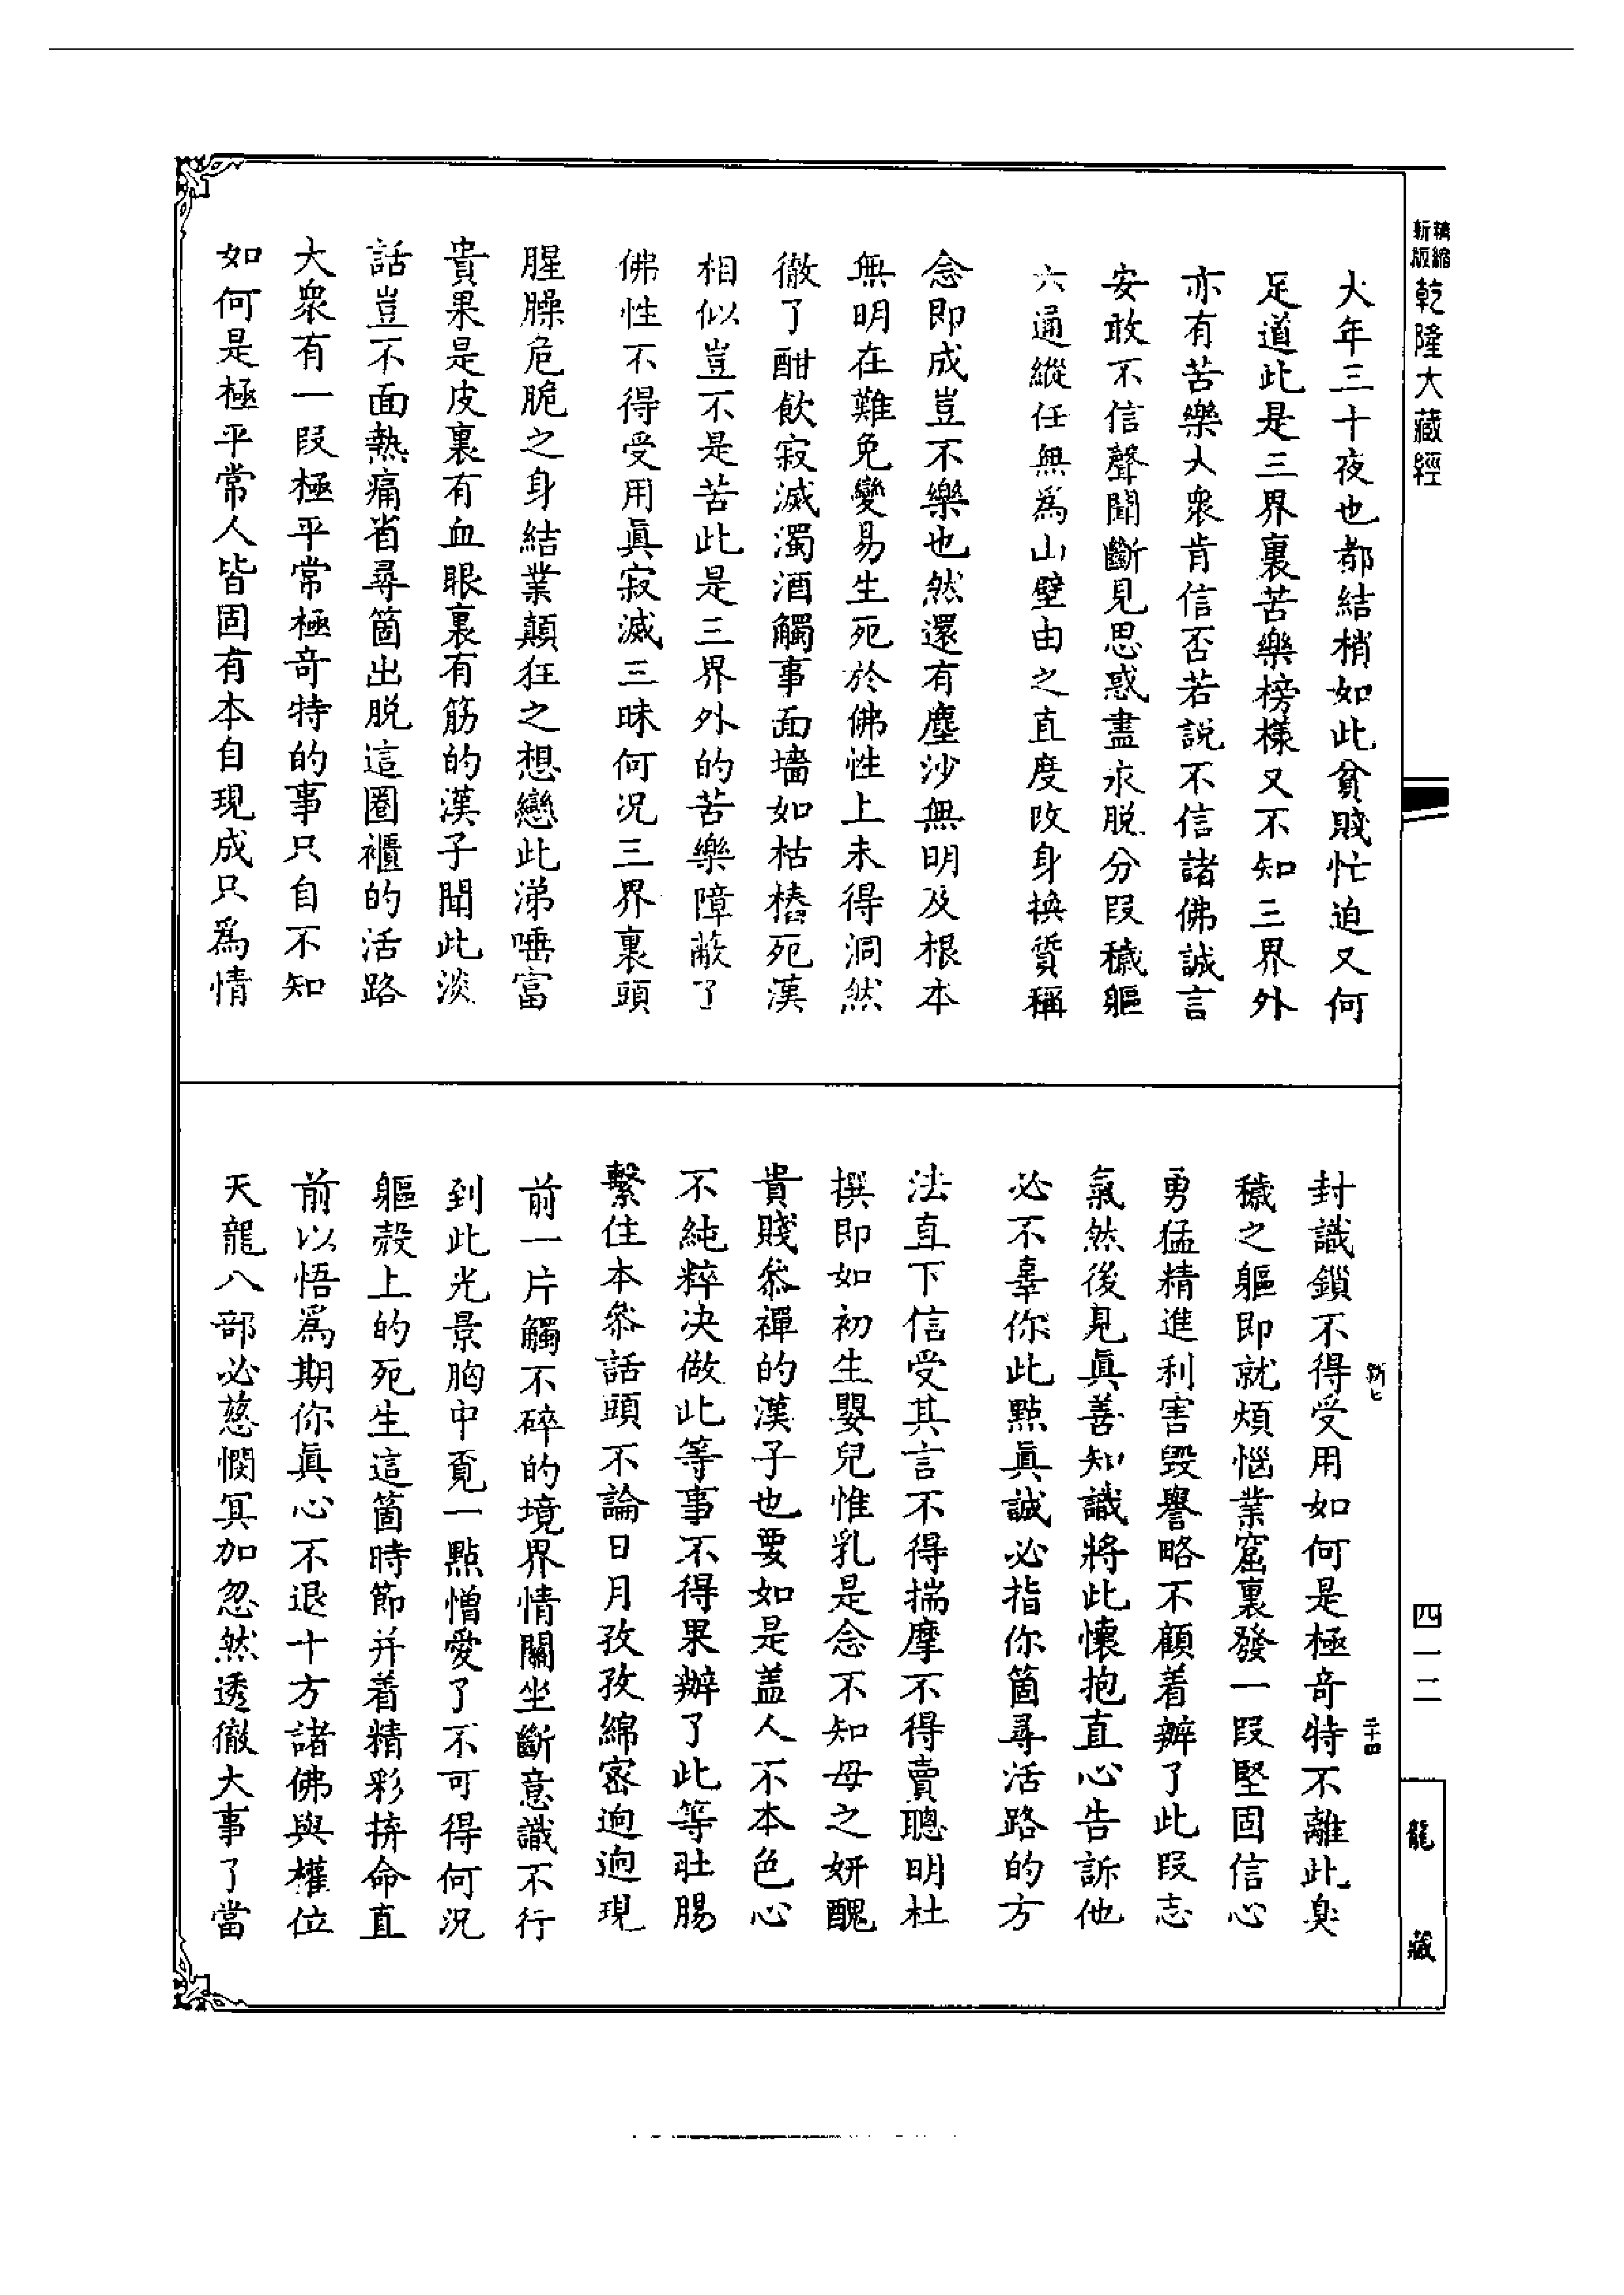 精縮
新版
乾隆大藏經
大年三十夜也都結梢如此貧賤忙迫又何
足道此是三界裏苦樂榜樣又不知三界外
亦有苦樂大衆肯信否若説不信諸佛誠言
安敢不信聲聞斷見思惑盡永脱分段穢軀
六通縱任無爲山壁由之直度改身換質稱
念即成豈不樂也然還有塵沙無明及根本
無明在難免變易生死於佛性上未得洞然
徹了酣飲寂滅濁酒觸事面墻如枯樁死漢
相似豈不是苦此是三界外的苦樂障蔽了
佛性不得受用眞寂滅三昧何况三界裏頭
腥臊危脆之身結業顛狂之想戀此涕唾富
貴果是皮裏有血眼裏有筋的漢子聞此淡
話豈不面熱痛省尋箇出脱這圈襪的活路
大衆有一段極平常極奇特的事只自不知
如何是極平常人皆固有本自現成只爲情
封識鎖不得受用如何是極奇特不離此臭
穢之軀即就煩惱業窟裏發一段堅固信心
勇猛精進利害毀譽略不顧着辦了此段志
氣然後見眞善知識將此懷抱直心告訴他
必不辜你此點眞誠必指你箇尋活路的方
法直下信受其言不得揣摩不得賣聰明杜
撰即如初生嬰兒惟乳是念不知母之妍醜
貴賤叅禪的漢子也要如是盖人不本色心
不純粹决做此等事不得果辦了此等肚腸
繫住本叅話頭不論日月孜孜綿密逈逈現
前一片觸不碎的境界情關坐斷意識不行
到此光景胸中覔一點憎愛了不可得何況
軀殼上的死生這箇時節并着精彩捹命直
前以悟爲期你眞心不退十方諸佛與權位
天龍八部必慈憫冥加忽然透徹大事了當
四一二
龍藏
二十四